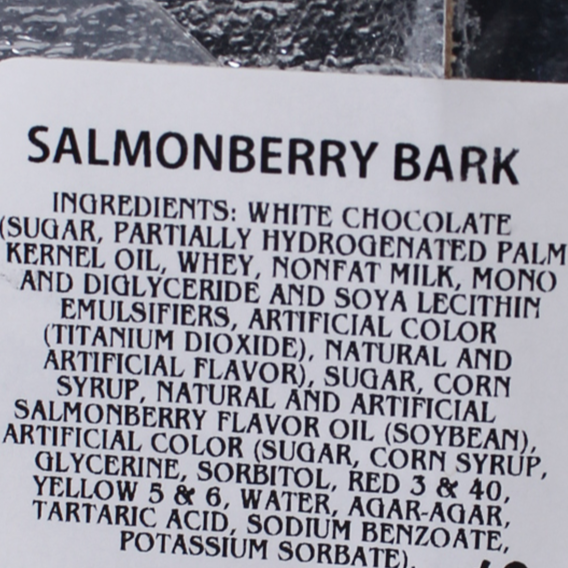 SALMONBERRY BARK
INGREDIENTS: WHITE CHOCOLATE
(SUGAR, PARTIALLY HYDROGENATED PALM
KERNEL OIL, WHEY, NONFAT MILK, MONO
AND DIGLYCERIDE AND SOYA LECITHIN
EMULSIFIERS, ARTIFICIAL COLOR
(TITANIUM DIOXIDE), NATURAL AND
ARTIFICIAL FLAVOR), SUGAR, CORN
SYRUP, NATURAL AND ARTIFICIAL
SALMONBERRY FLAVOR OIL (SOYBEAN),
ARTIFICIAL COLOR (SUGAR, CORN SYRUP,
GLYCERINE, SORBITOL, RED 3 & 40,
YELLOW 5 & 6, WATER, AGAR-AGAR,
TARTARIC ACID, SODIUM BENZOATE,
POTASSIUM SORBATE).